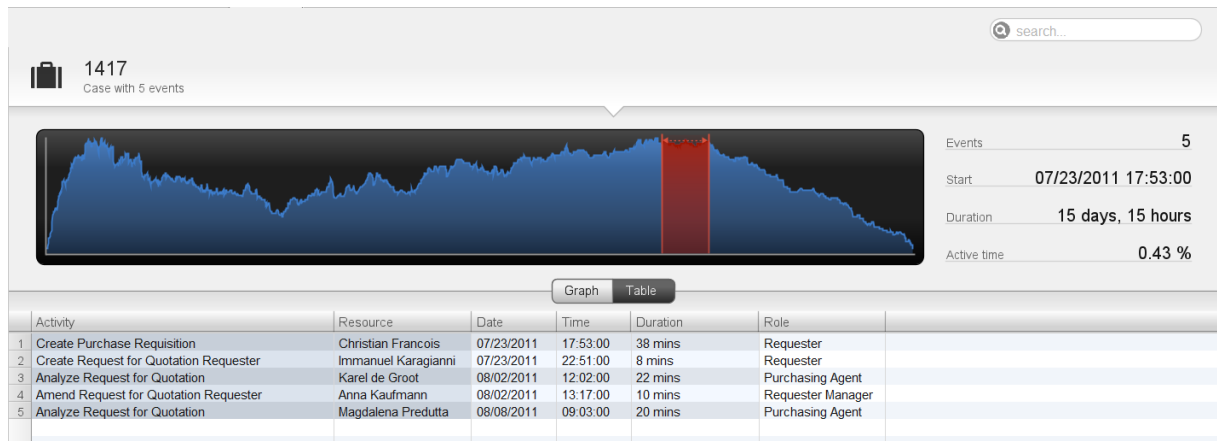 search...
1417
Case with 5 events
Events 5
Start 07/23/2011 17:53:00
Duration 15 days, 15 hours
Active time 0.43 %
Graph Table
Activity Resource Date Time Duration Role
1 Create Purchase Requisition Christian Francois 07/23/2011 17:53:00 38 mins Requester
2 Create Request for Quotation Requester Immanuel Karagianni 07/23/2011 22:51:00 8 mins Requester
3 Analyze Request for Quotation Karel de Groot 08/02/2011 12:02:00 22 mins Purchasing Agent
4 Amend Request for Quotation Requester Anna Kaufmann 08/02/2011 13:17:00 10 mins Requester Manager
5 Analyze Request for Quotation Magdalena Predutta 08/08/2011 09:03:00 20 mins Purchasing Agent